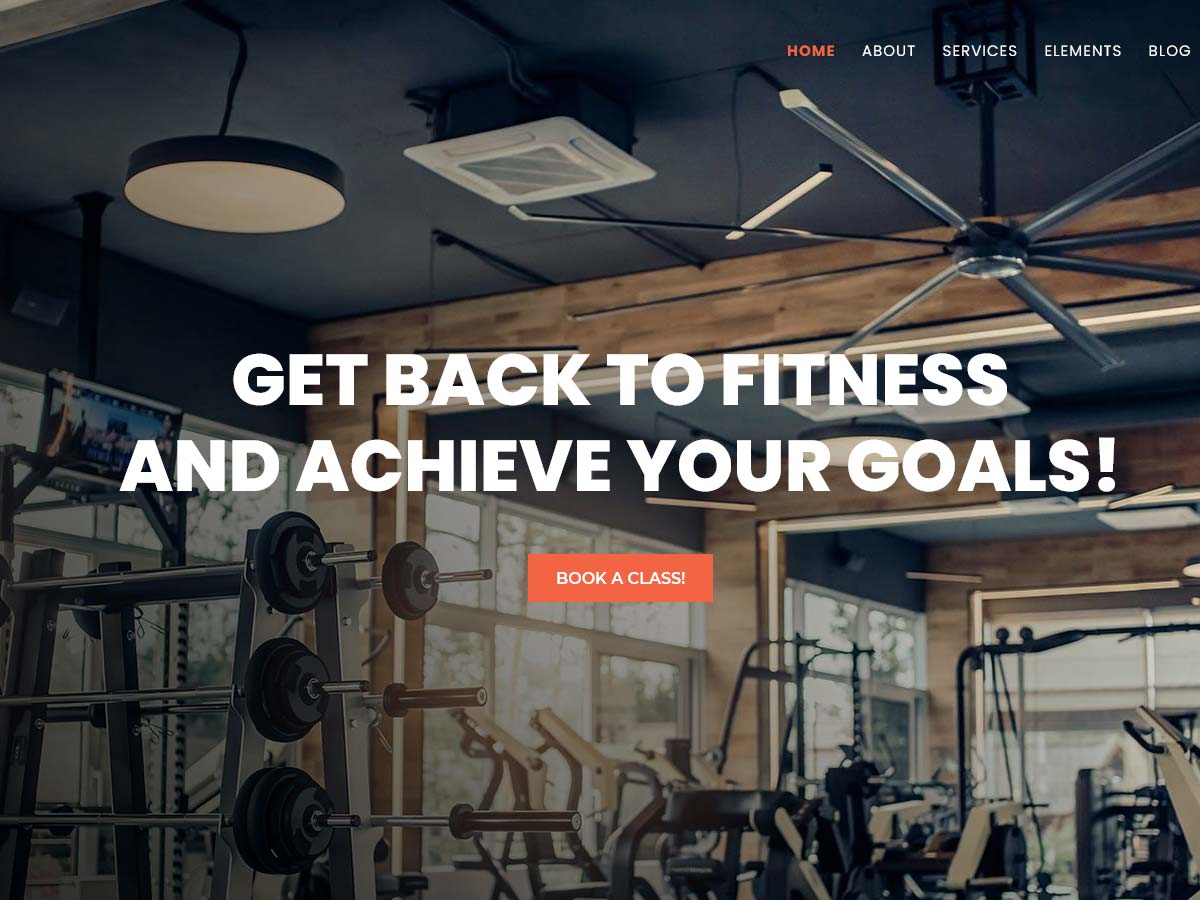 HOME ABOUT SERVICES ELEMENTS BLOG
GET BACK TO FITNESS
AND ACHIEVE YOUR GOALS!
BOOK A CLASS!